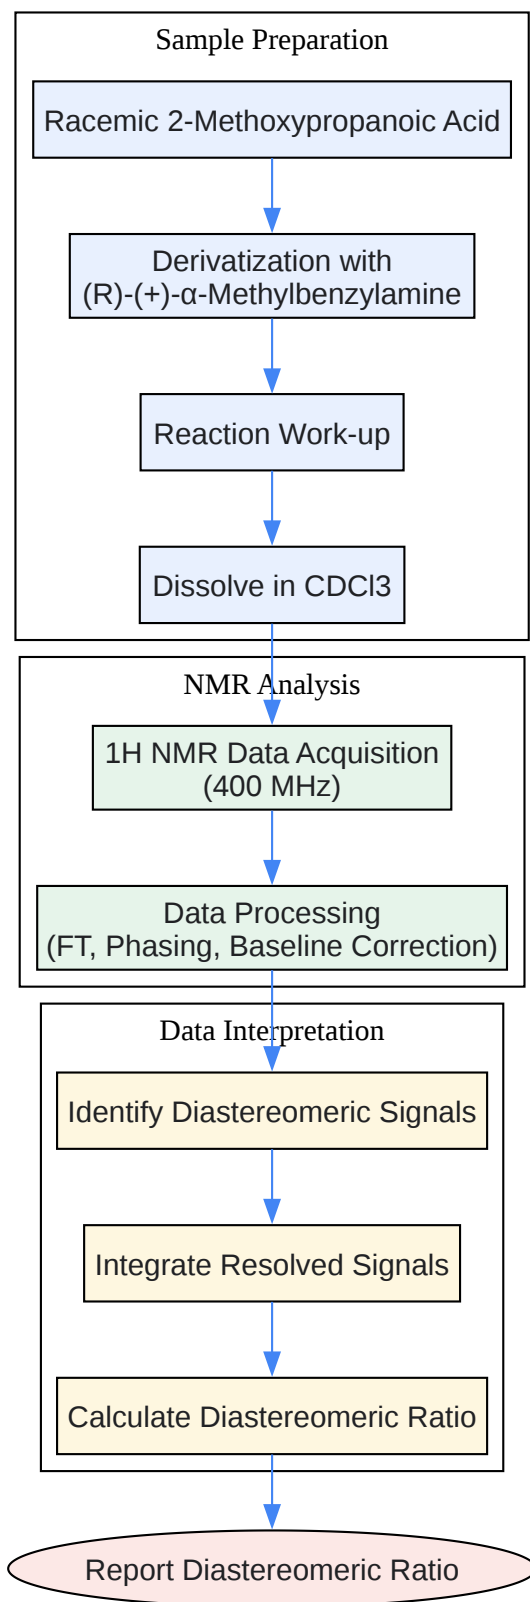 Sample Preparation
Racemic 2-Methoxypropanoic Acid
Derivatization with
(R)-(+)-α-Methylbenzylamine
Reaction Work-up
Dissolve in CDCl3
NMR Analysis
1H NMR Data Acquisition
(400 MHz)
Data Processing
(FT, Phasing, Baseline Correction)
Data Interpretation
Identify Diastereomeric Signals
Integrate Resolved Signals
Calculate Diastereomeric Ratio
Report Diastereomeric Ratio